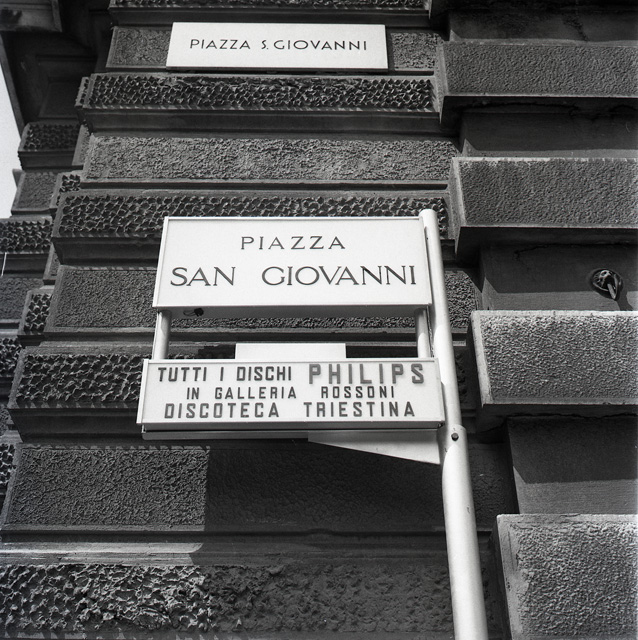 PIAZZA S. GIOVANNI
PIAZZA
SAN GIOVANNI
TUTTI I DISCHI PHILIPS
IN GALLERIA ROSSONI
DISCOTECA TRIESTINA